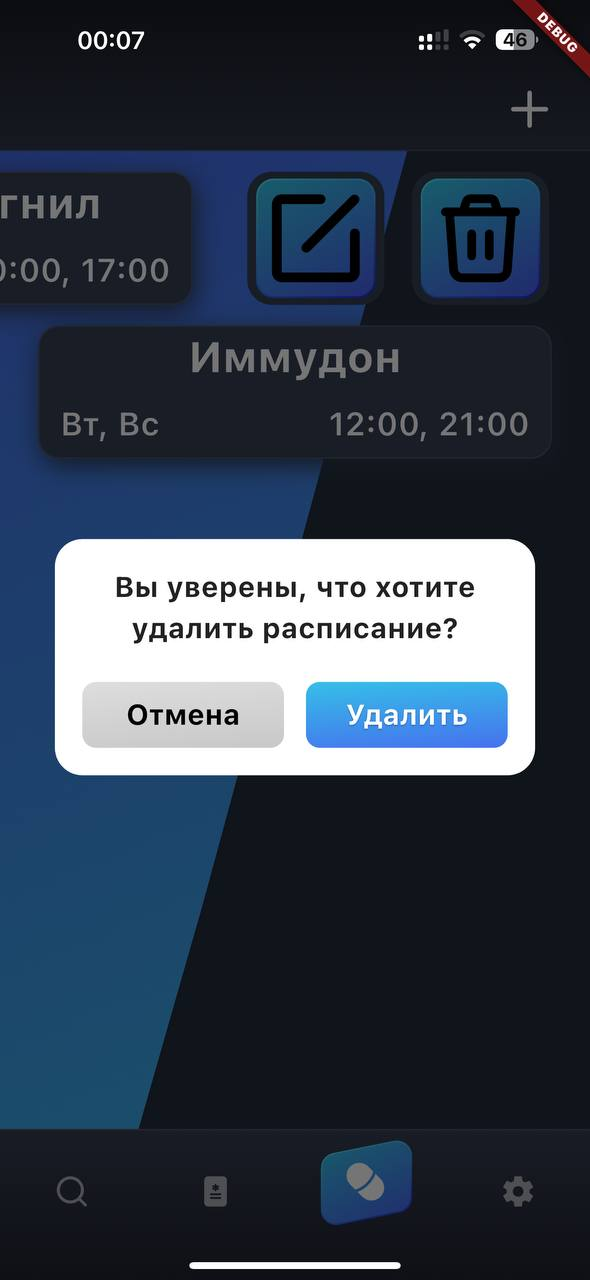 00:07
46
DEBUG
гнил
0:00, 17:00
Иммудон
Вт, Вс 12:00, 21:00
Вы уверены, что хотите
удалить расписание?
Отмена Удалить